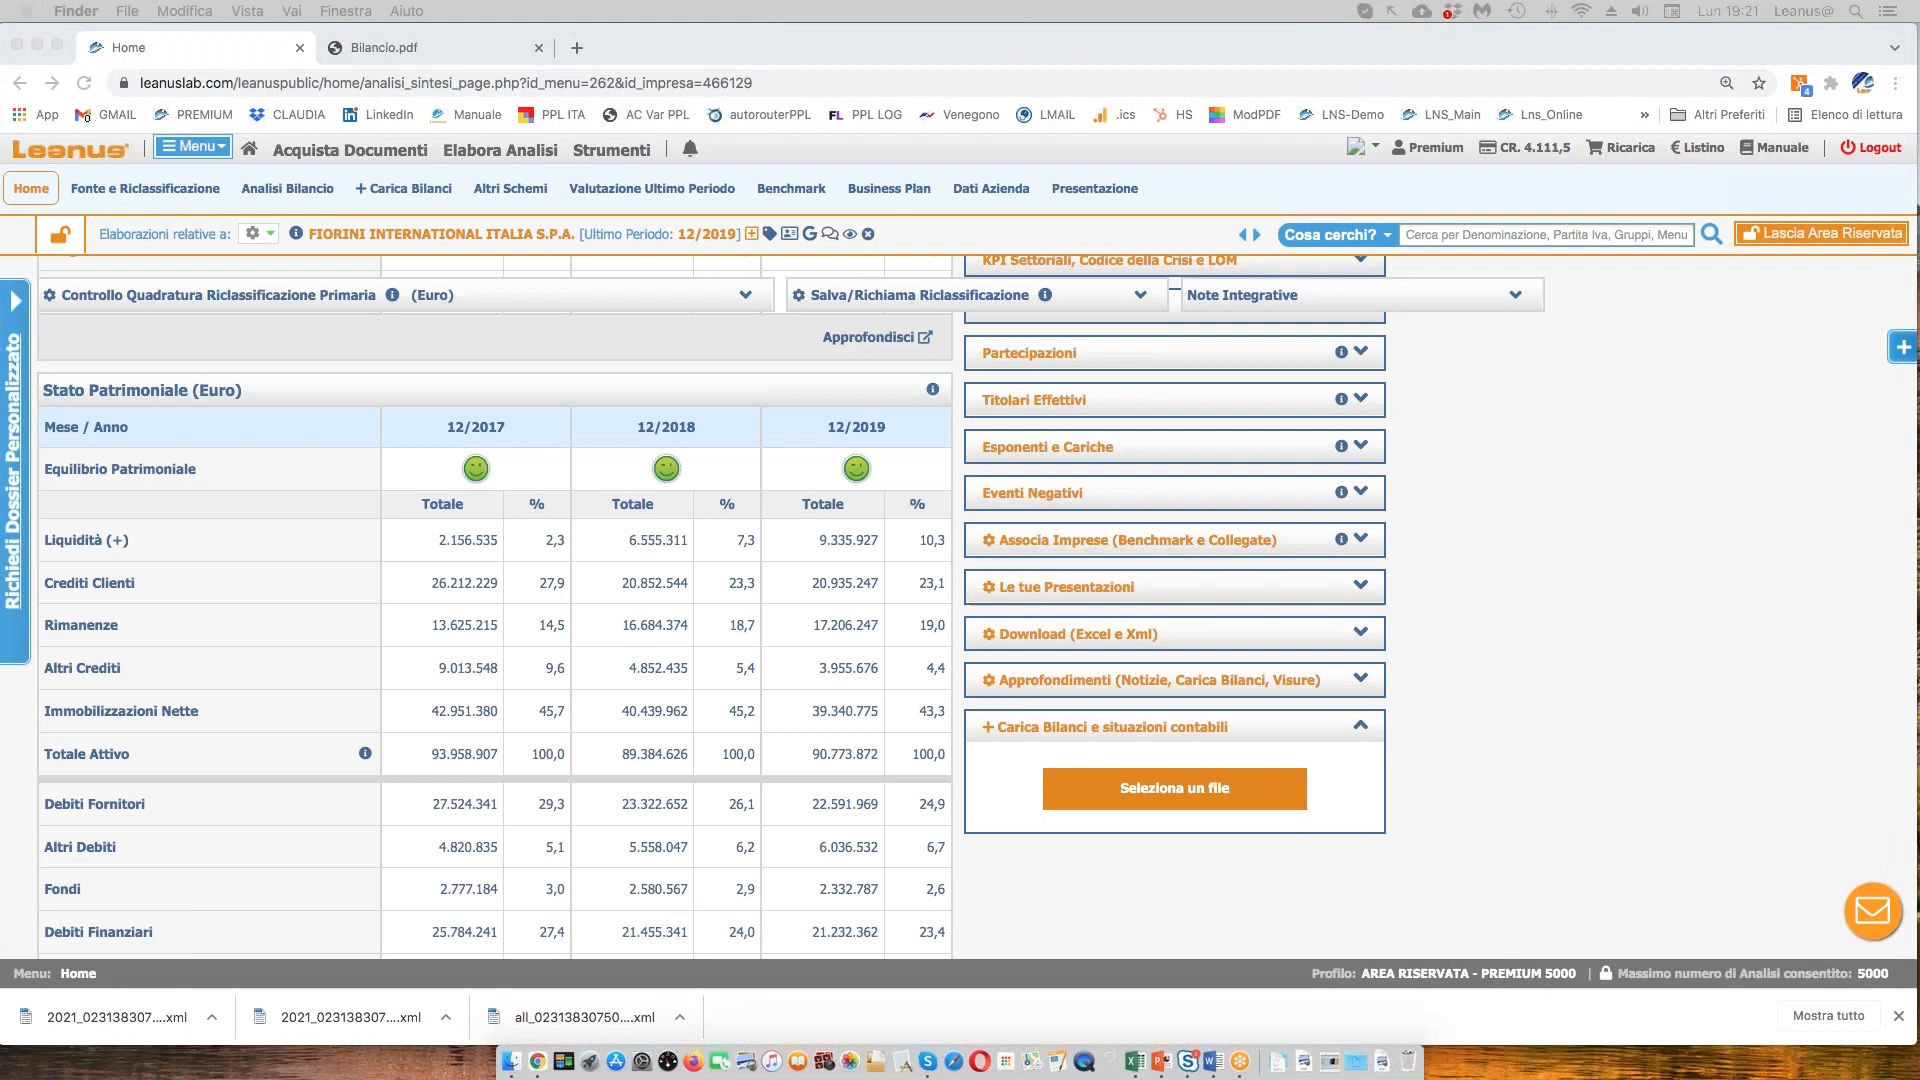 Finder File Modifica Vista Vai Finestra Aiuto Lun 19:21 Leanus@
Home Bilancio.pdf
leanuslab.com/leanuspublic/home/analisi_sintesi_page.php?id_menu=262&id_impresa=466129
App GMAIL PREMIUM CLAUDIA LinkedIn Manuale PPL ITA AC Var PPL autorouterPPL FL PPL LOG Venegono LMAIL .ics HS ModPDF LNS-Demo LNS_Main Lns_Online » Altri Preferiti Elenco di lettura
Leanus Menu Acquista Documenti Elabora Analisi Strumenti Premium CR. 4.111,5 Ricarica € Listino Manuale Logout
Home Fonte e Riclassificazione Analisi Bilancio + Carica Bilanci Altri Schemi Valutazione Ultimo Periodo Benchmark Business Plan Dati Azienda Presentazione
Elaborazioni relative a: FIORINI INTERNATIONAL ITALIA S.P.A. [Ultimo Periodo: 12/2019] Cosa cerchi? Cerca per Denominazione, Partita Iva, Gruppi, Menu Lascia Area Riservata
KPI Settoriali, Codice della Crisi e LOM
Controllo Quadratura Riclassificazione Primaria (Euro) Salva/Richiama Riclassificazione Note Integrative
Richiedi Dossier Personalizzato
Approfondisci
Stato Patrimoniale (Euro)
Mese / Anno 12/2017 12/2018 12/2019
Equilibrio Patrimoniale
Totale % Totale % Totale %
Liquidità (+) 2.156.535 2,3 6.555.311 7,3 9.335.927 10,3
Crediti Clienti 26.212.229 27,9 20.852.544 23,3 20.935.247 23,1
Rimanenze 13.625.215 14,5 16.684.374 18,7 17.206.247 19,0
Altri Crediti 9.013.548 9,6 4.852.435 5,4 3.955.676 4,4
Immobilizzazioni Nette 42.951.380 45,7 40.439.962 45,2 39.340.775 43,3
Totale Attivo 93.958.907 100,0 89.384.626 100,0 90.773.872 100,0
Debiti Fornitori 27.524.341 29,3 23.322.652 26,1 22.591.969 24,9
Altri Debiti 4.820.835 5,1 5.558.047 6,2 6.036.532 6,7
Fondi 2.777.184 3,0 2.580.567 2,9 2.332.787 2,6
Debiti Finanziari 25.784.241 27,4 21.455.341 24,0 21.232.362 23,4
Partecipazioni
Titolari Effettivi
Esponenti e Cariche
Eventi Negativi
Associa Imprese (Benchmark e Collegate)
Le tue Presentazioni
Download (Excel e Xml)
Approfondimenti (Notizie, Carica Bilanci, Visure)
+ Carica Bilanci e situazioni contabili
Seleziona un file
Menu: Home Profilo: AREA RISERVATA - PREMIUM 5000 | Massimo numero di Analisi consentito: 5000
2021_023138307....xml 2021_023138307....xml all_02313830750....xml Mostra tutto